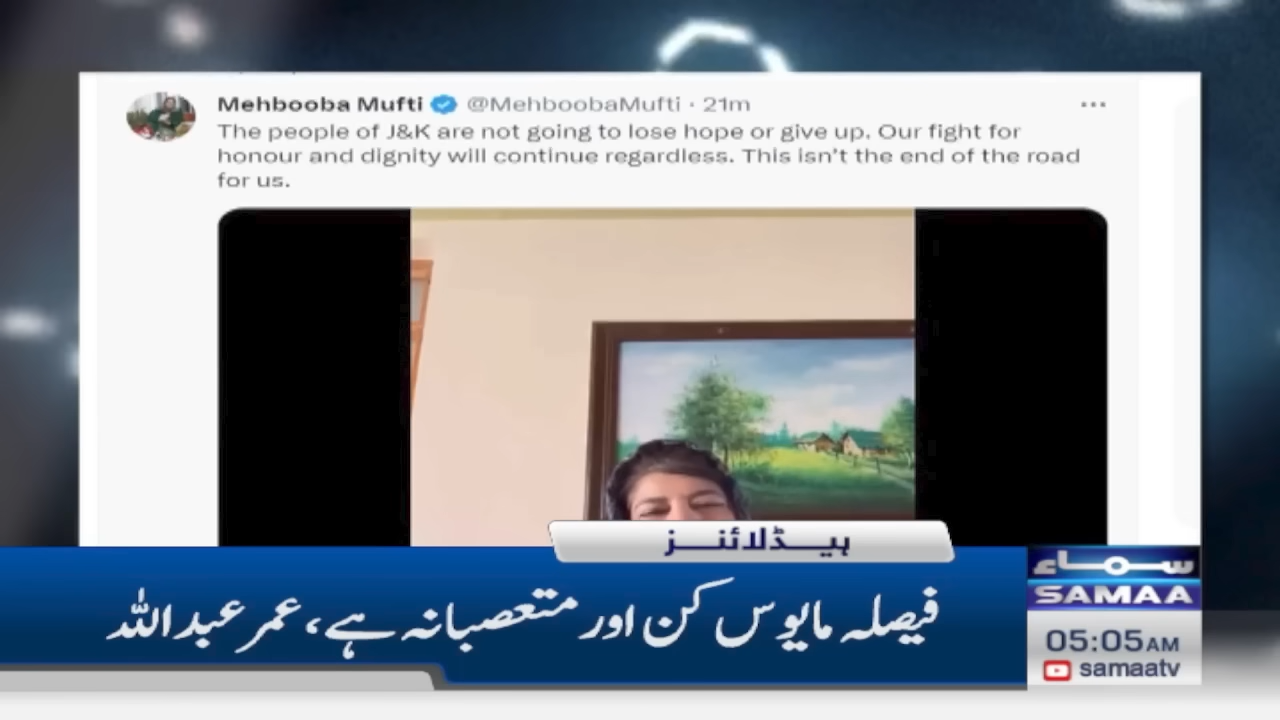 Mehbooba Mufti @MehboobaMufti · 21m
The people of J&K are not going to lose hope or give up. Our fight for
honour and dignity will continue regardless. This isn't the end of the road
for us.
ہیڈلائنز
فیصلہ مایوس کن اور متعصبانہ ہے، عمر عبداللہ
سماء
SAMAA
05:05AM
samaatv